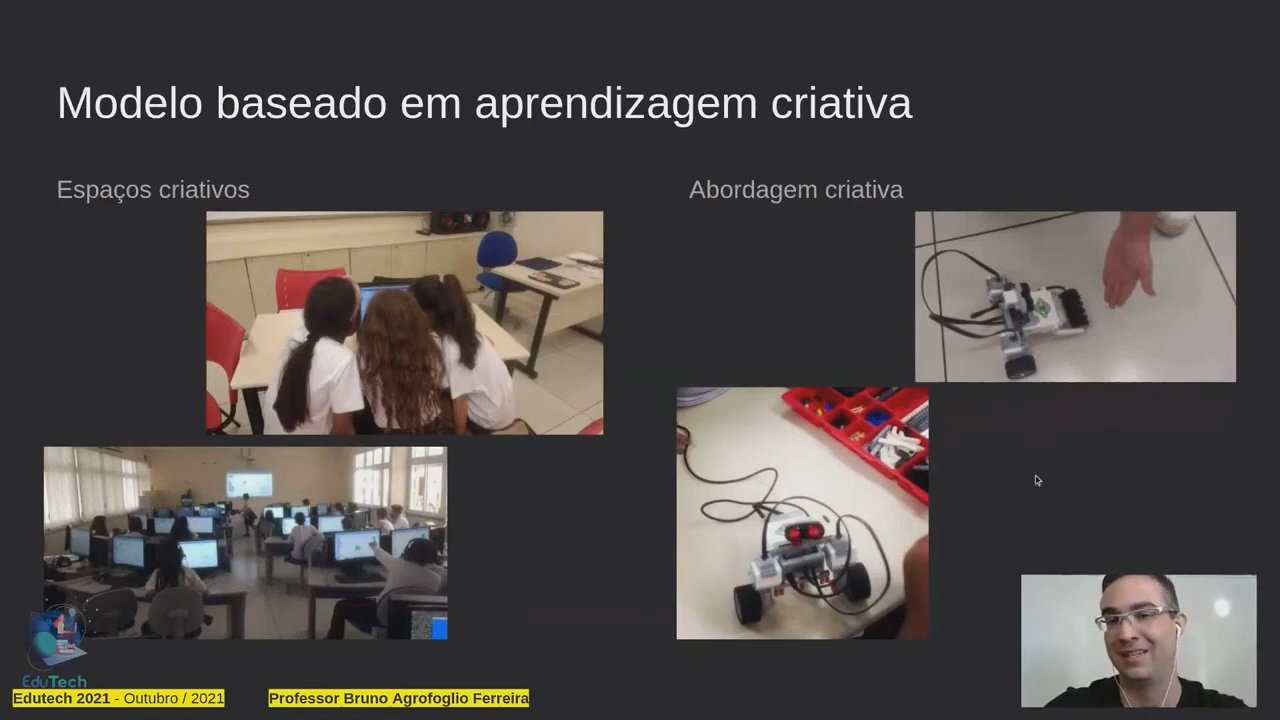 Modelo baseado em aprendizagem criativa
Espaços criativos
Abordagem criativa
EduTech
Edutech 2021 - Outubro / 2021
Professor Bruno Agrofoglio Ferreira